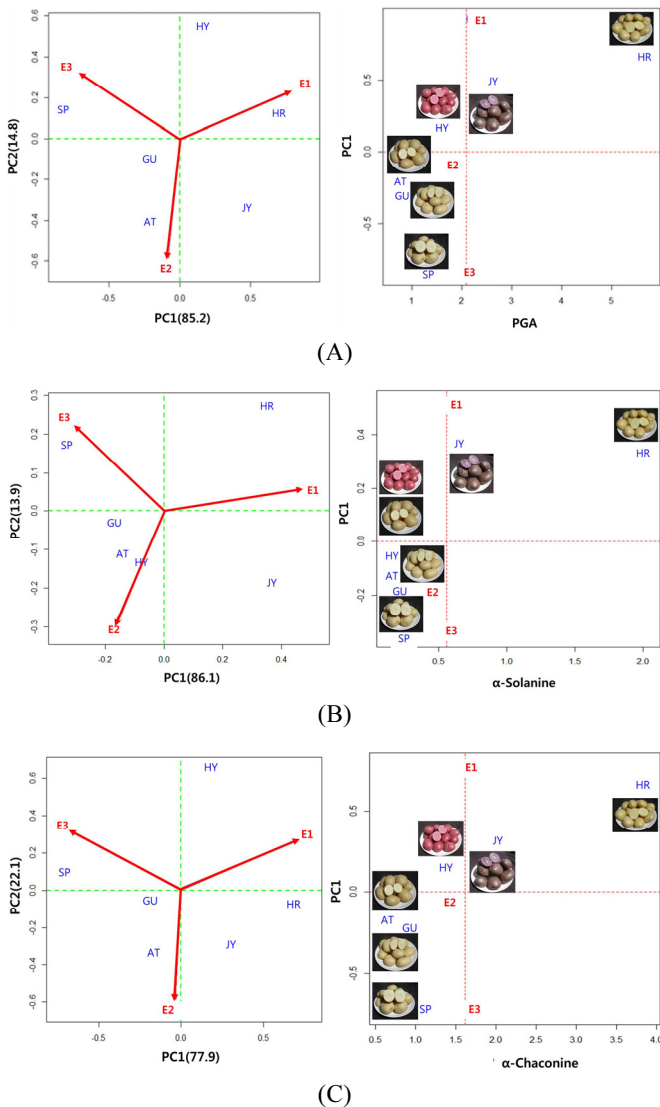 0.6
0.4
0.2
0.0
-0.2
-0.4
-0.6
PC2(14.8)
HY
E3
E1
SP
HR
GU
JY
AT
E2
-0.5
0.0
0.5
PC1(85.2)
0.5
0.0
-0.5
PC1
E1
HR
JY
HY
E2
AT
GU
SP
E3
1
2
3
4
5
PGA
(A)
0.3
0.2
0.1
0.0
-0.1
-0.2
-0.3
PC2(13.9)
HR
E3
SP
E1
GU
AT
HY
JY
E2
-0.2
0.0
0.2
0.4
PC1(86.1)
0.4
0.2
0.0
-0.2
PC1
E1
JY
HR
HY
AT
GU
E2
SP
E3
0.5
1.0
1.5
2.0
α-Solanine
(B)
0.6
0.4
0.2
0.0
-0.2
-0.4
-0.6
PC2(22.1)
HY
E3
E1
SP
GU
HR
JY
AT
E2
-0.5
0.0
0.5
PC1(77.9)
0.5
0.0
-0.5
PC1
E1
HR
JY
HY
E2
AT
GU
SP
E3
0.5
1.0
1.5
2.0
2.5
3.0
3.5
4.0
α-Chaconine
(C)